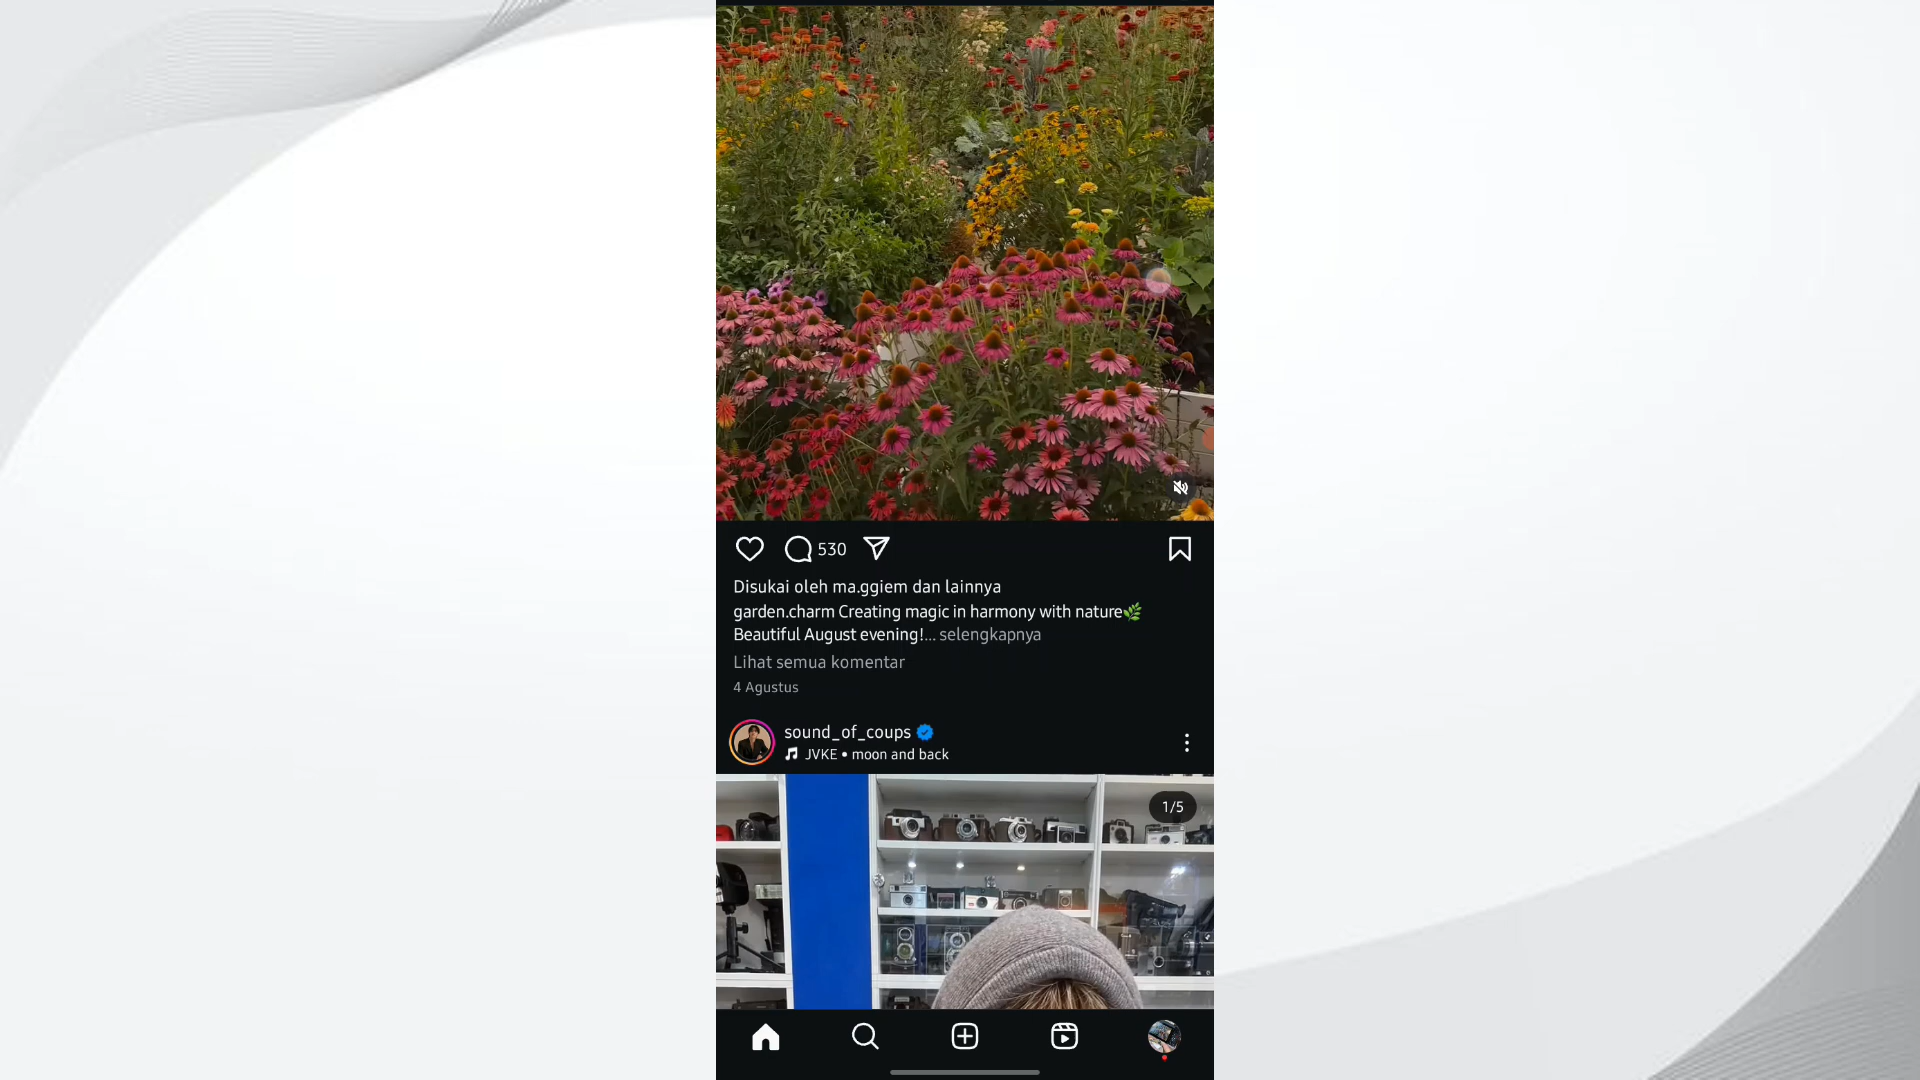 530
Disukai oleh ma.ggiem dan lainnya
garden.charm Creating magic in harmony with nature🌿
Beautiful August evening!... selengkapnya
Lihat semua komentar
4 Agustus
sound_of_coups
JVKE • moon and back
1/5